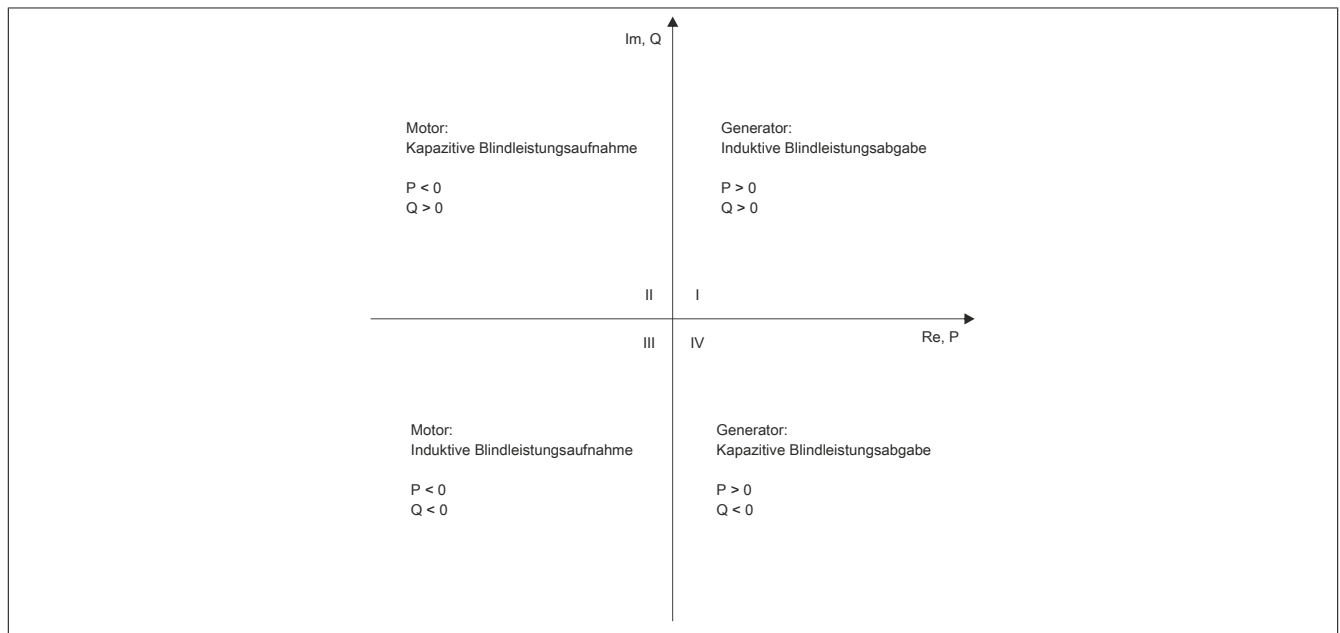 Im, Q
Motor:
Kapazitive Blindleistungsaufnahme
P < 0
Q > 0
Generator:
Induktive Blindleistungsabgabe
P > 0
Q > 0
II
I
III
IV
Re, P
Motor:
Induktive Blindleistungsaufnahme
P < 0
Q < 0
Generator:
Kapazitive Blindleistungsabgabe
P > 0
Q < 0